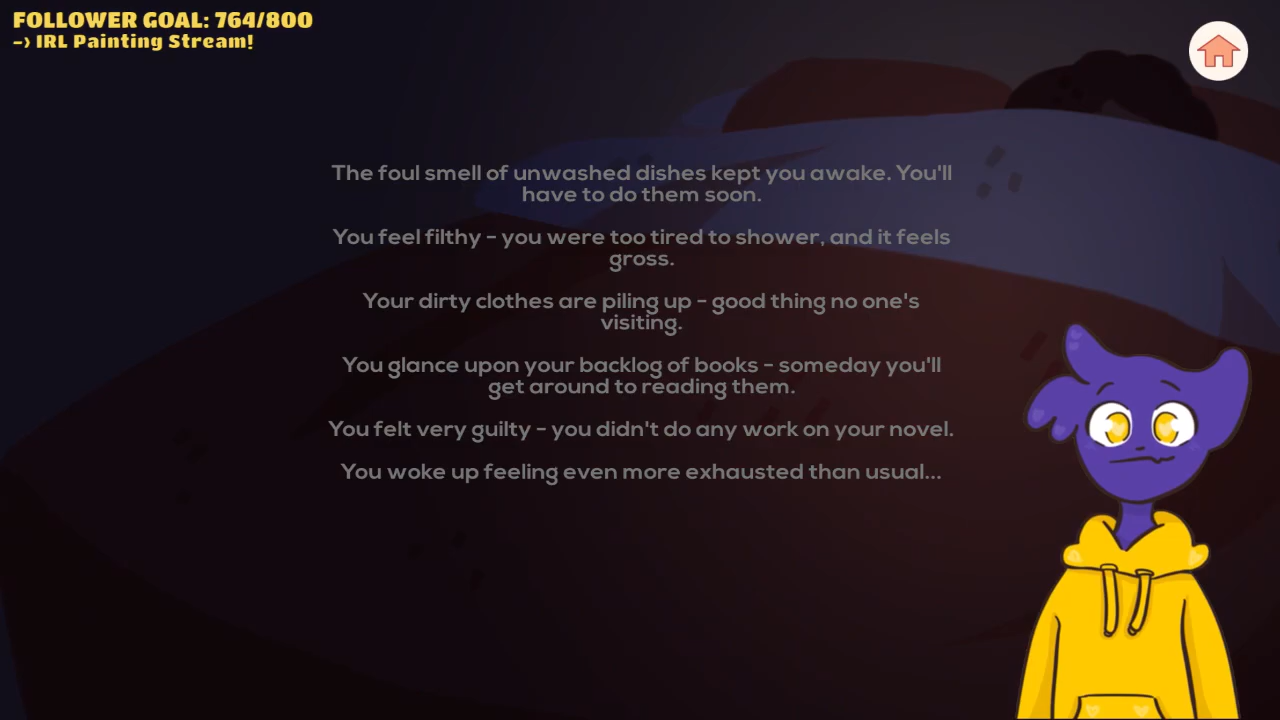 FOLLOWER GOAL: 764/800
-> IRL Painting Stream!
The foul smell of unwashed dishes kept you awake. You'll
have to do them soon.
You feel filthy - you were too tired to shower, and it feels
gross.
Your dirty clothes are piling up - good thing no one's
visiting.
You glance upon your backlog of books - someday you'll
get around to reading them.
You felt very guilty - you didn't do any work on your novel.
You woke up feeling even more exhausted than usual...